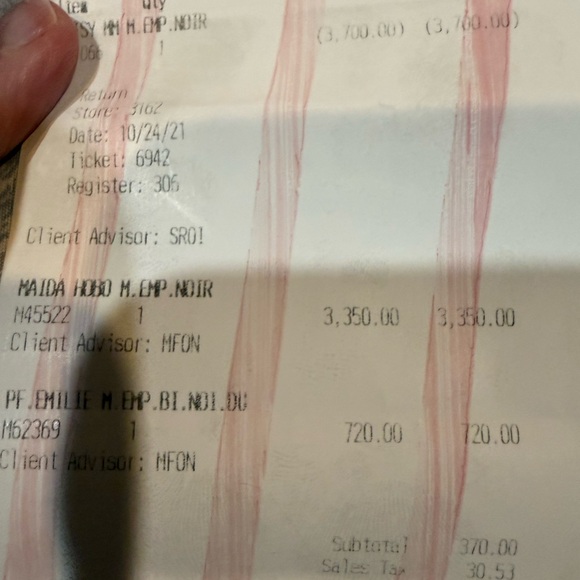 Item Qty
TSY MM M.EMP.NOIR (3,700.00) (3,700.00)
1
Return
Store: 3162
Date: 10/24/21
Ticket: 6942
Register: 306
Client Advisor: SRO!
MAIDA HOBO M.EMP.NOIR
M45522 1 3,350.00 3,350.00
Client Advisor: MFON
PF.EMILIE M.EMP.BI.NOI.DU
M62369 1 720.00 720.00
Client Advisor: MFON
Subtotal 370.00
Sales Tax 30.53